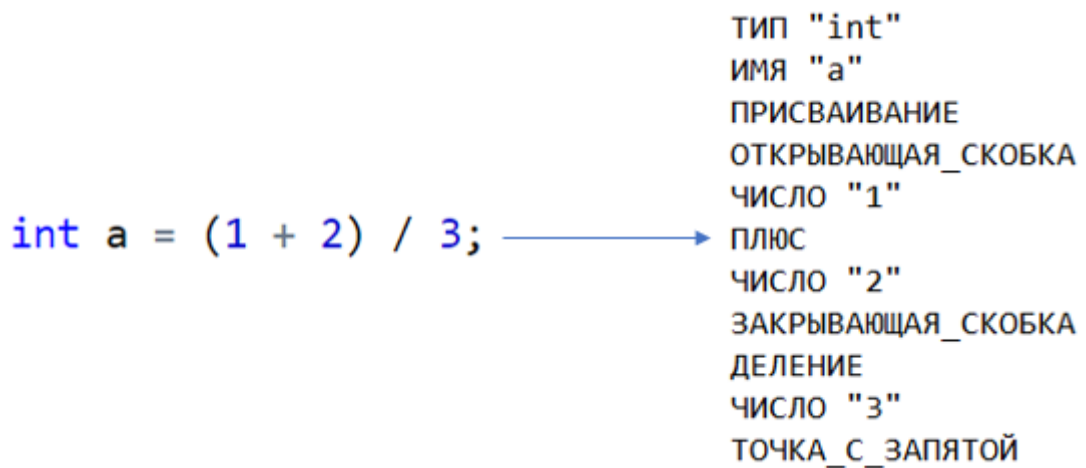 int a = (1 + 2) / 3;
ТИП "int"
ИМЯ "a"
ПРИСВАИВАНИЕ
ОТКРЫВАЮЩАЯ_СКОБКА
ЧИСЛО "1"
ПЛЮС
ЧИСЛО "2"
ЗАКРЫВАЮЩАЯ_СКОБКА
ДЕЛЕНИЕ
ЧИСЛО "3"
ТОЧКА_С_ЗАПЯТОЙ